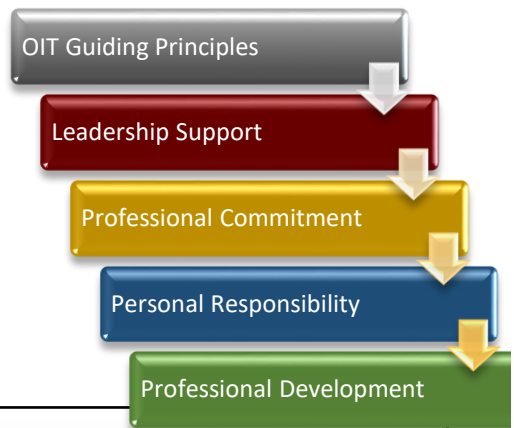 OIT Guiding Principles
Leadership Support
Professional Commitment
Personal Responsibility
Professional Development